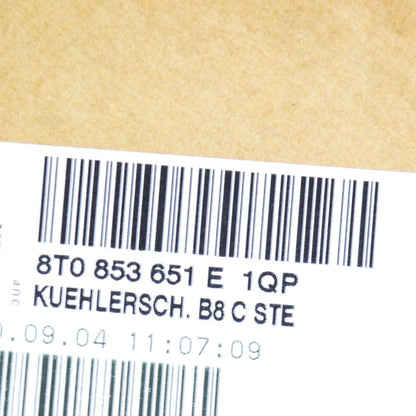 8T0 853 651 E 1QP
KUEHLERSCH. B8 C STE
.09.04 11:07:09